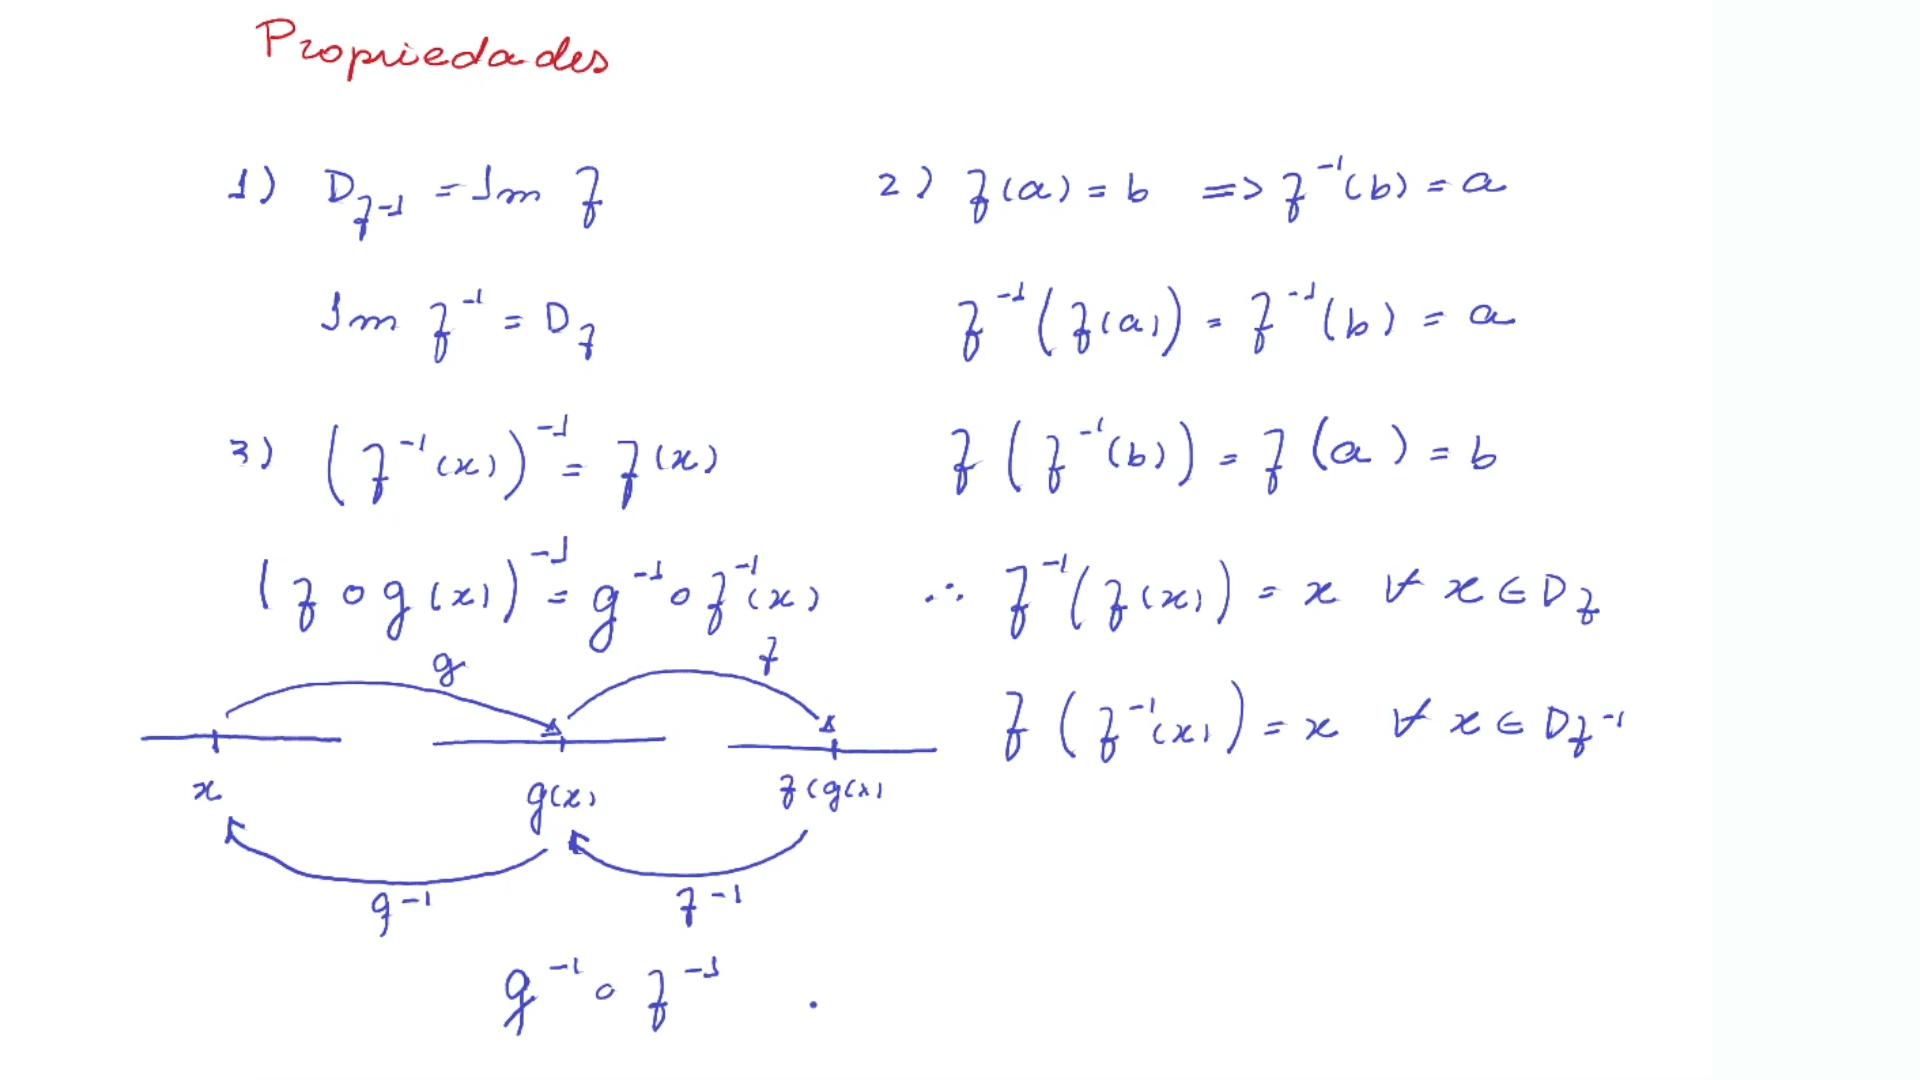 Propriedades
1) D_{f^{-1}} = Im f
Im f^{-1} = D_f
3) (f^{-1}(x))^{-1} = f(x)
(f o g(x))^{-1} = g^{-1} o f^{-1}(x)
g f
x g(x) f(g(x)
g^{-1} f^{-1}
g^{-1} o f^{-1} .
2) f(a) = b => f^{-1}(b) = a
f^{-1}(f(a)) = f^{-1}(b) = a
f(f^{-1}(b)) = f(a) = b
∴ f^{-1}(f(x)) = x ∀ x ∈ D_f
f(f^{-1}(x)) = x ∀ x ∈ D_{f^{-1}}